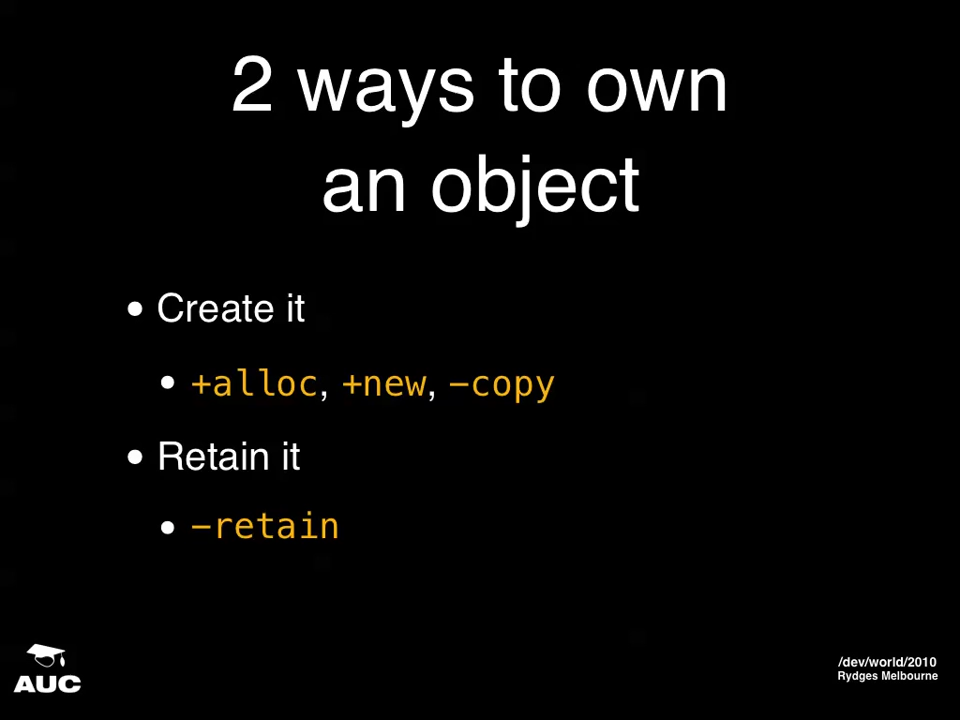 2 ways to own
an object
• Create it
• +alloc, +new, -copy
• Retain it
• -retain
AUC
/dev/world/2010
Rydges Melbourne